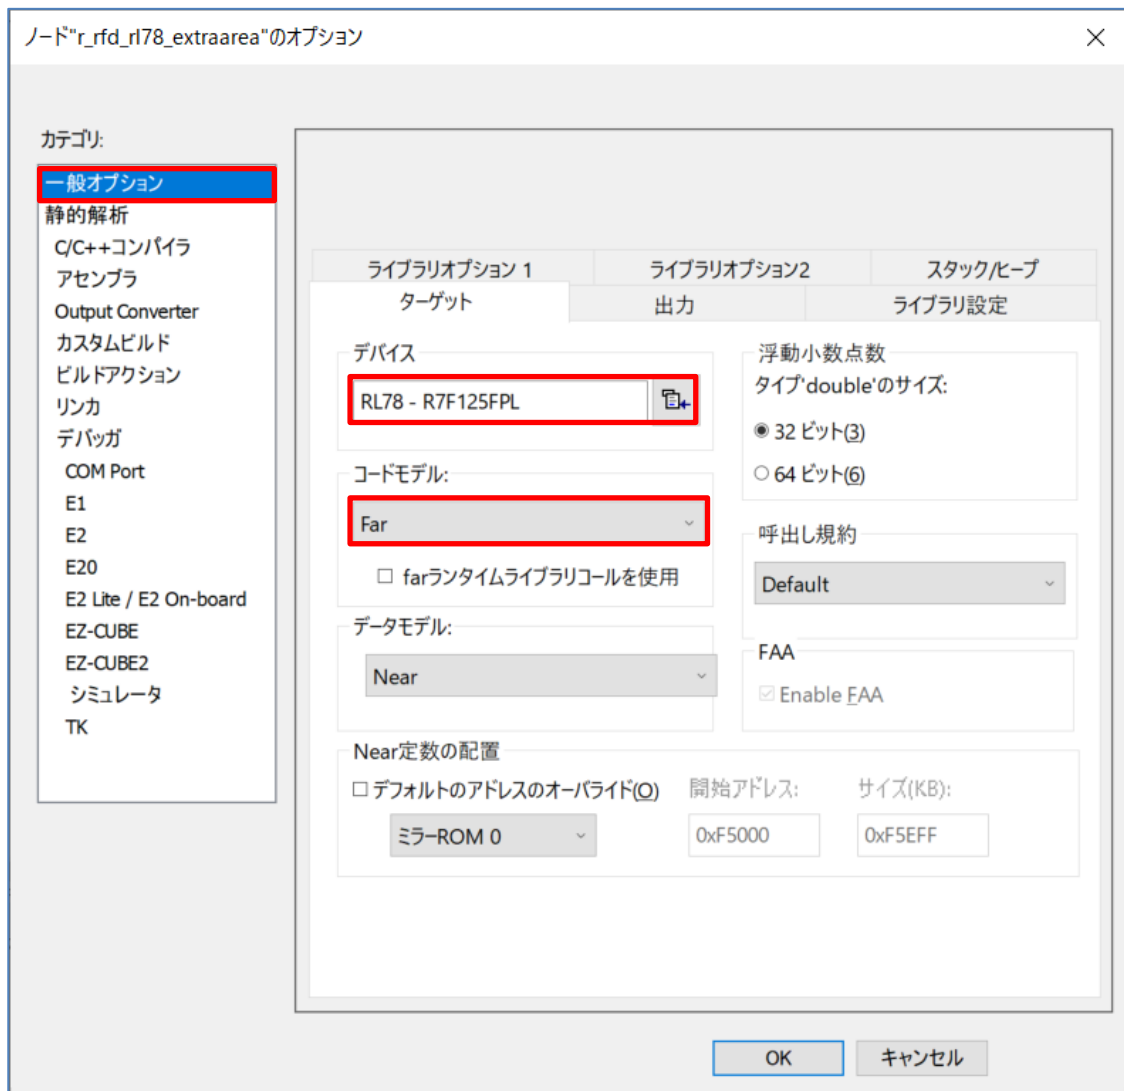 ノード"r_rfd_rl78_extraarea"のオプション
カテゴリ:
一般オプション
静的解析
C/C++コンパイラ
アセンブラ
Output Converter
カスタムビルド
ビルドアクション
リンカ
デバッガ
COM Port
E1
E2
E20
E2 Lite / E2 On-board
EZ-CUBE
EZ-CUBE2
シミュレータ
TK
ライブラリオプション 1
ライブラリオプション2
スタック/ヒープ
ターゲット
出力
ライブラリ設定
デバイス
RL78 - R7F125FPL
コードモデル:
Far
farランタイムライブラリコールを使用
データモデル:
Near
浮動小数点数
タイプ'double'のサイズ:
32 ビット(3)
64 ビット(6)
呼出し規約
Default
FAA
Enable FAA
Near定数の配置
デフォルトのアドレスのオーバライド(O)
開始アドレス:
サイズ(KB):
ミラーROM 0
0xF5000
0xF5EFF
OK
キャンセル